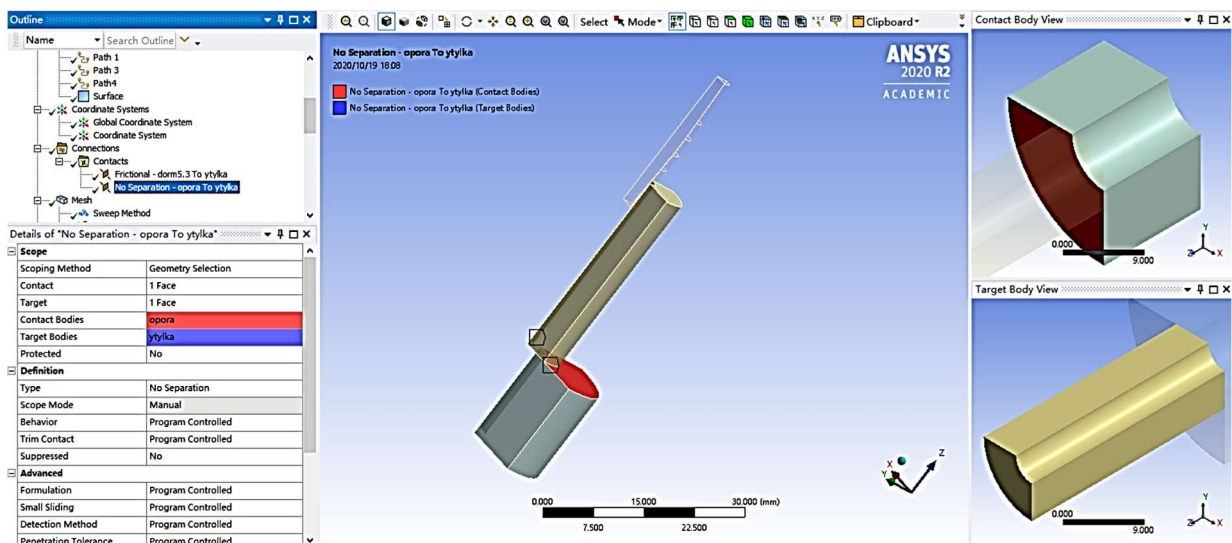 Outline
Name
Search Outline
Path 1
Path 3
Path4
Surface
Coordinate Systems
Global Coordinate System
Coordinate System
Connections
Contacts
Frictional - dorm5.3 To ytylka
No Separation - opora To ytylka
Mesh
Sweep Method
Details of "No Separation - opora To ytylka"
Scope
Scoping Method Geometry Selection
Contact 1 Face
Target 1 Face
Contact Bodies opora
Target Bodies ytylka
Protected No
Definition
Type No Separation
Scope Mode Manual
Behavior Program Controlled
Trim Contact Program Controlled
Suppressed No
Advanced
Formulation Program Controlled
Small Sliding Program Controlled
Detection Method Program Controlled
Penetration Tolerance Program Controlled
Select Mode Clipboard
No Separation - opora To ytylka
2020/10/19 18:08
No Separation - opora To ytylka (Contact Bodies)
No Separation - opora To ytylka (Target Bodies)
ANSYS
2020 R2
ACADEMIC
X
Y
Z
0.000 15.000 30.000 (mm)
7.500 22.500
Contact Body View
0.000
9.000
Y
Z X
Target Body View
0.000
9.000
Y
Z X